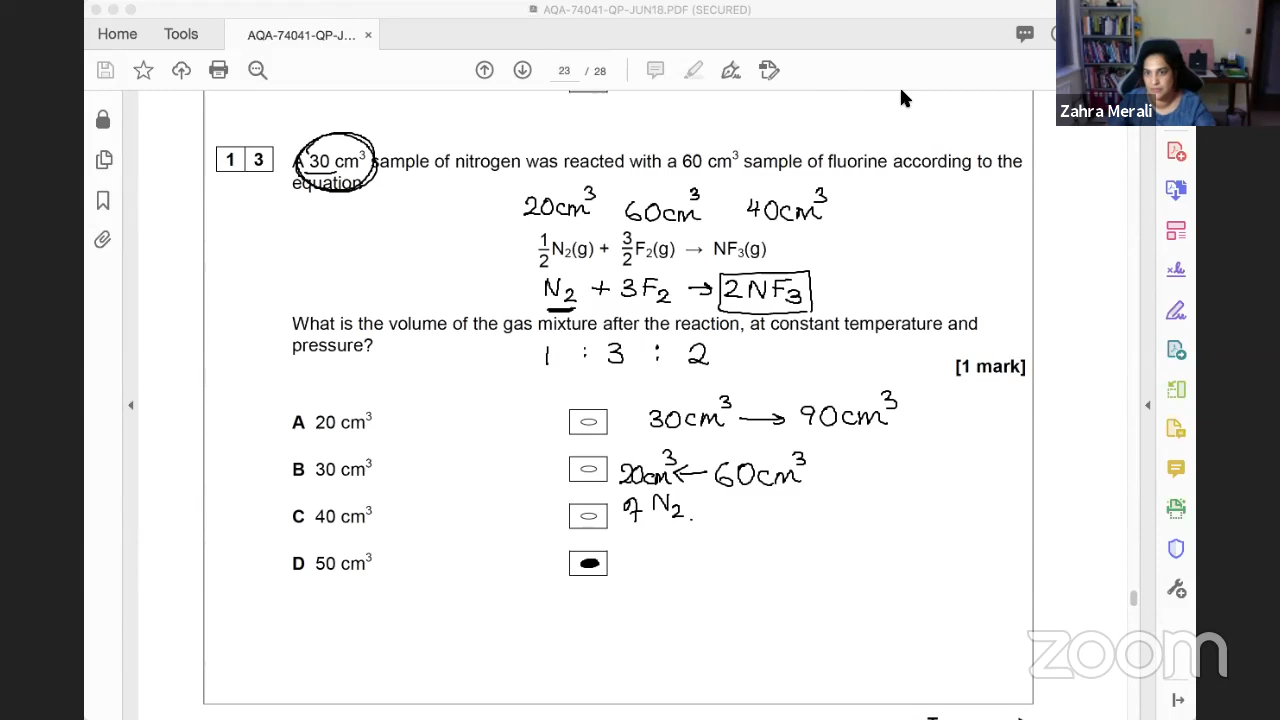 AQA-74041-QP-JUN18.PDF (SECURED)
Home Tools AQA-74041-QP-J... ×
23 / 28
Zahra Merali
1 3 A 30 cm³ sample of nitrogen was reacted with a 60 cm³ sample of fluorine according to the
equation
20cm³ 60cm³ 40cm³
½N₂(g) + 3/2F₂(g) → NF₃(g)
N₂ + 3F₂ → 2NF₃
What is the volume of the gas mixture after the reaction, at constant temperature and
pressure?
1 : 3 : 2
[1 mark]
30cm³ → 90cm³
A 20 cm³
B 30 cm³
20cm³ ← 60cm³
of N₂.
C 40 cm³
D 50 cm³
zoom